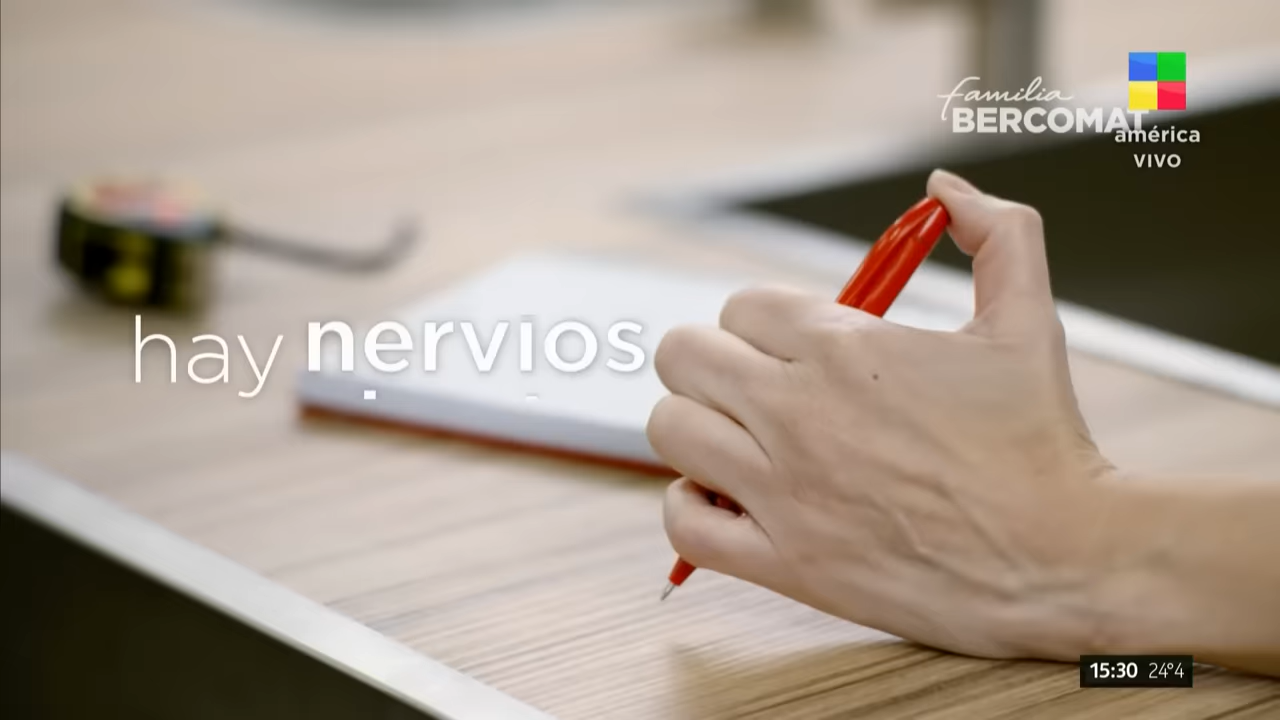 familia
BERCOMAT
américa
VIVO
hay nervios
15:30 24°4